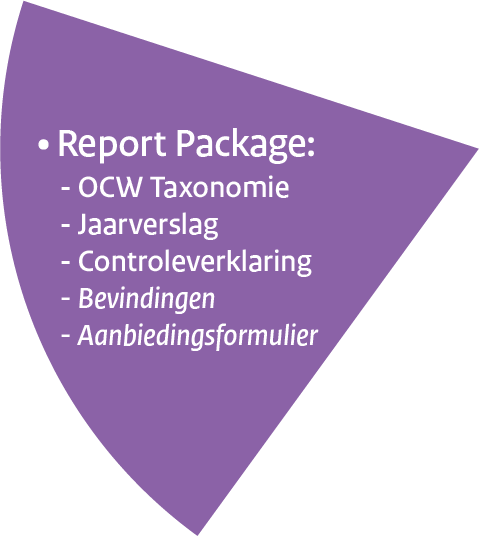 • Report Package:
- OCW Taxonomie
- Jaarverslag
- Controleverklaring
- Bevindingen
- Aanbiedingsformulier